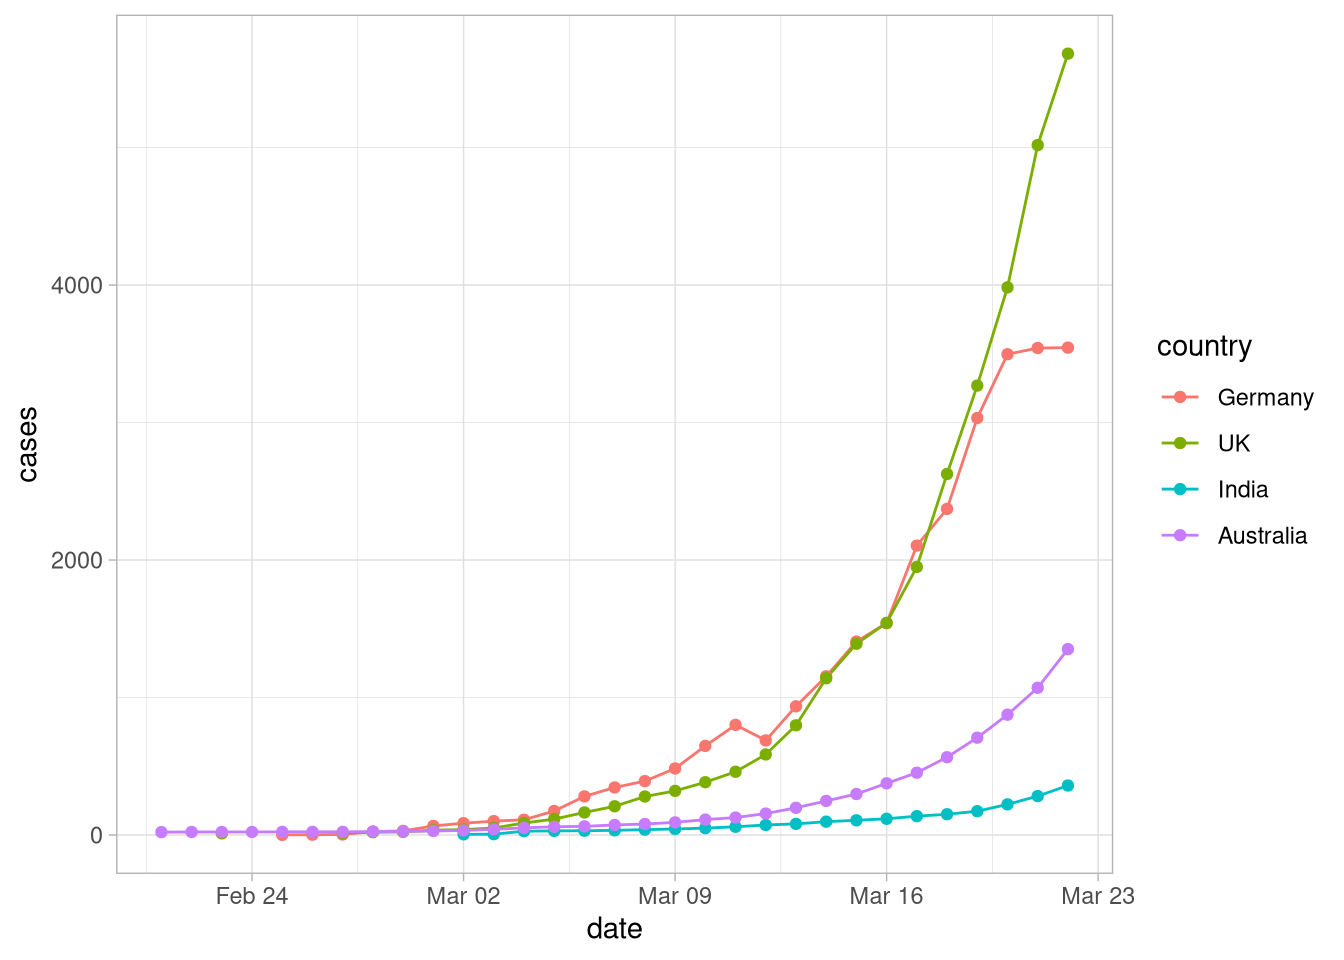 4000
2000
0
cases
Feb 24
Mar 02
Mar 09
Mar 16
Mar 23
date
country
Germany
UK
India
Australia